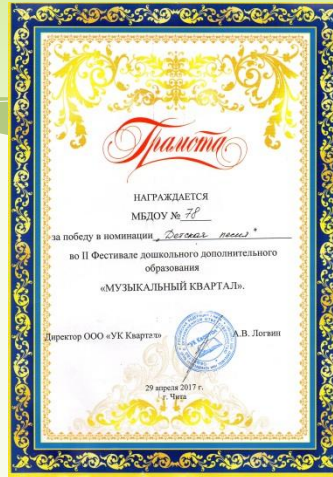 Грамота
НАГРАЖДАЕТСЯ
МБДОУ № 78
за победу в номинации „Детская песня"
во II Фестивале дошкольного дополнительного
образования
«МУЗЫКАЛЬНЫЙ КВАРТАЛ».
Директор ООО «УК Квартал» А.В. Логвин
29 апреля 2017 г.
г. Чита